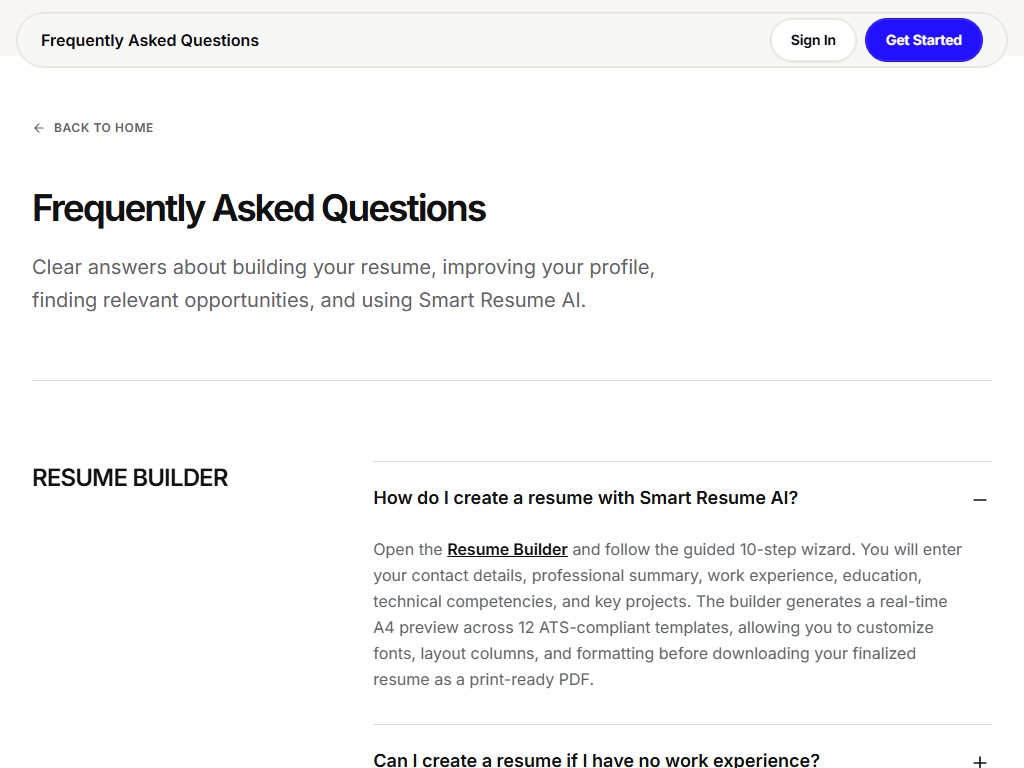 Frequently Asked Questions
Sign In
Get Started
← BACK TO HOME
Frequently Asked Questions
Clear answers about building your resume, improving your profile,
finding relevant opportunities, and using Smart Resume AI.
RESUME BUILDER
How do I create a resume with Smart Resume AI?
Open the Resume Builder and follow the guided 10-step wizard. You will enter
your contact details, professional summary, work experience, education,
technical competencies, and key projects. The builder generates a real-time
A4 preview across 12 ATS-compliant templates, allowing you to customize
fonts, layout columns, and formatting before downloading your finalized
resume as a print-ready PDF.
Can I create a resume if I have no work experience?